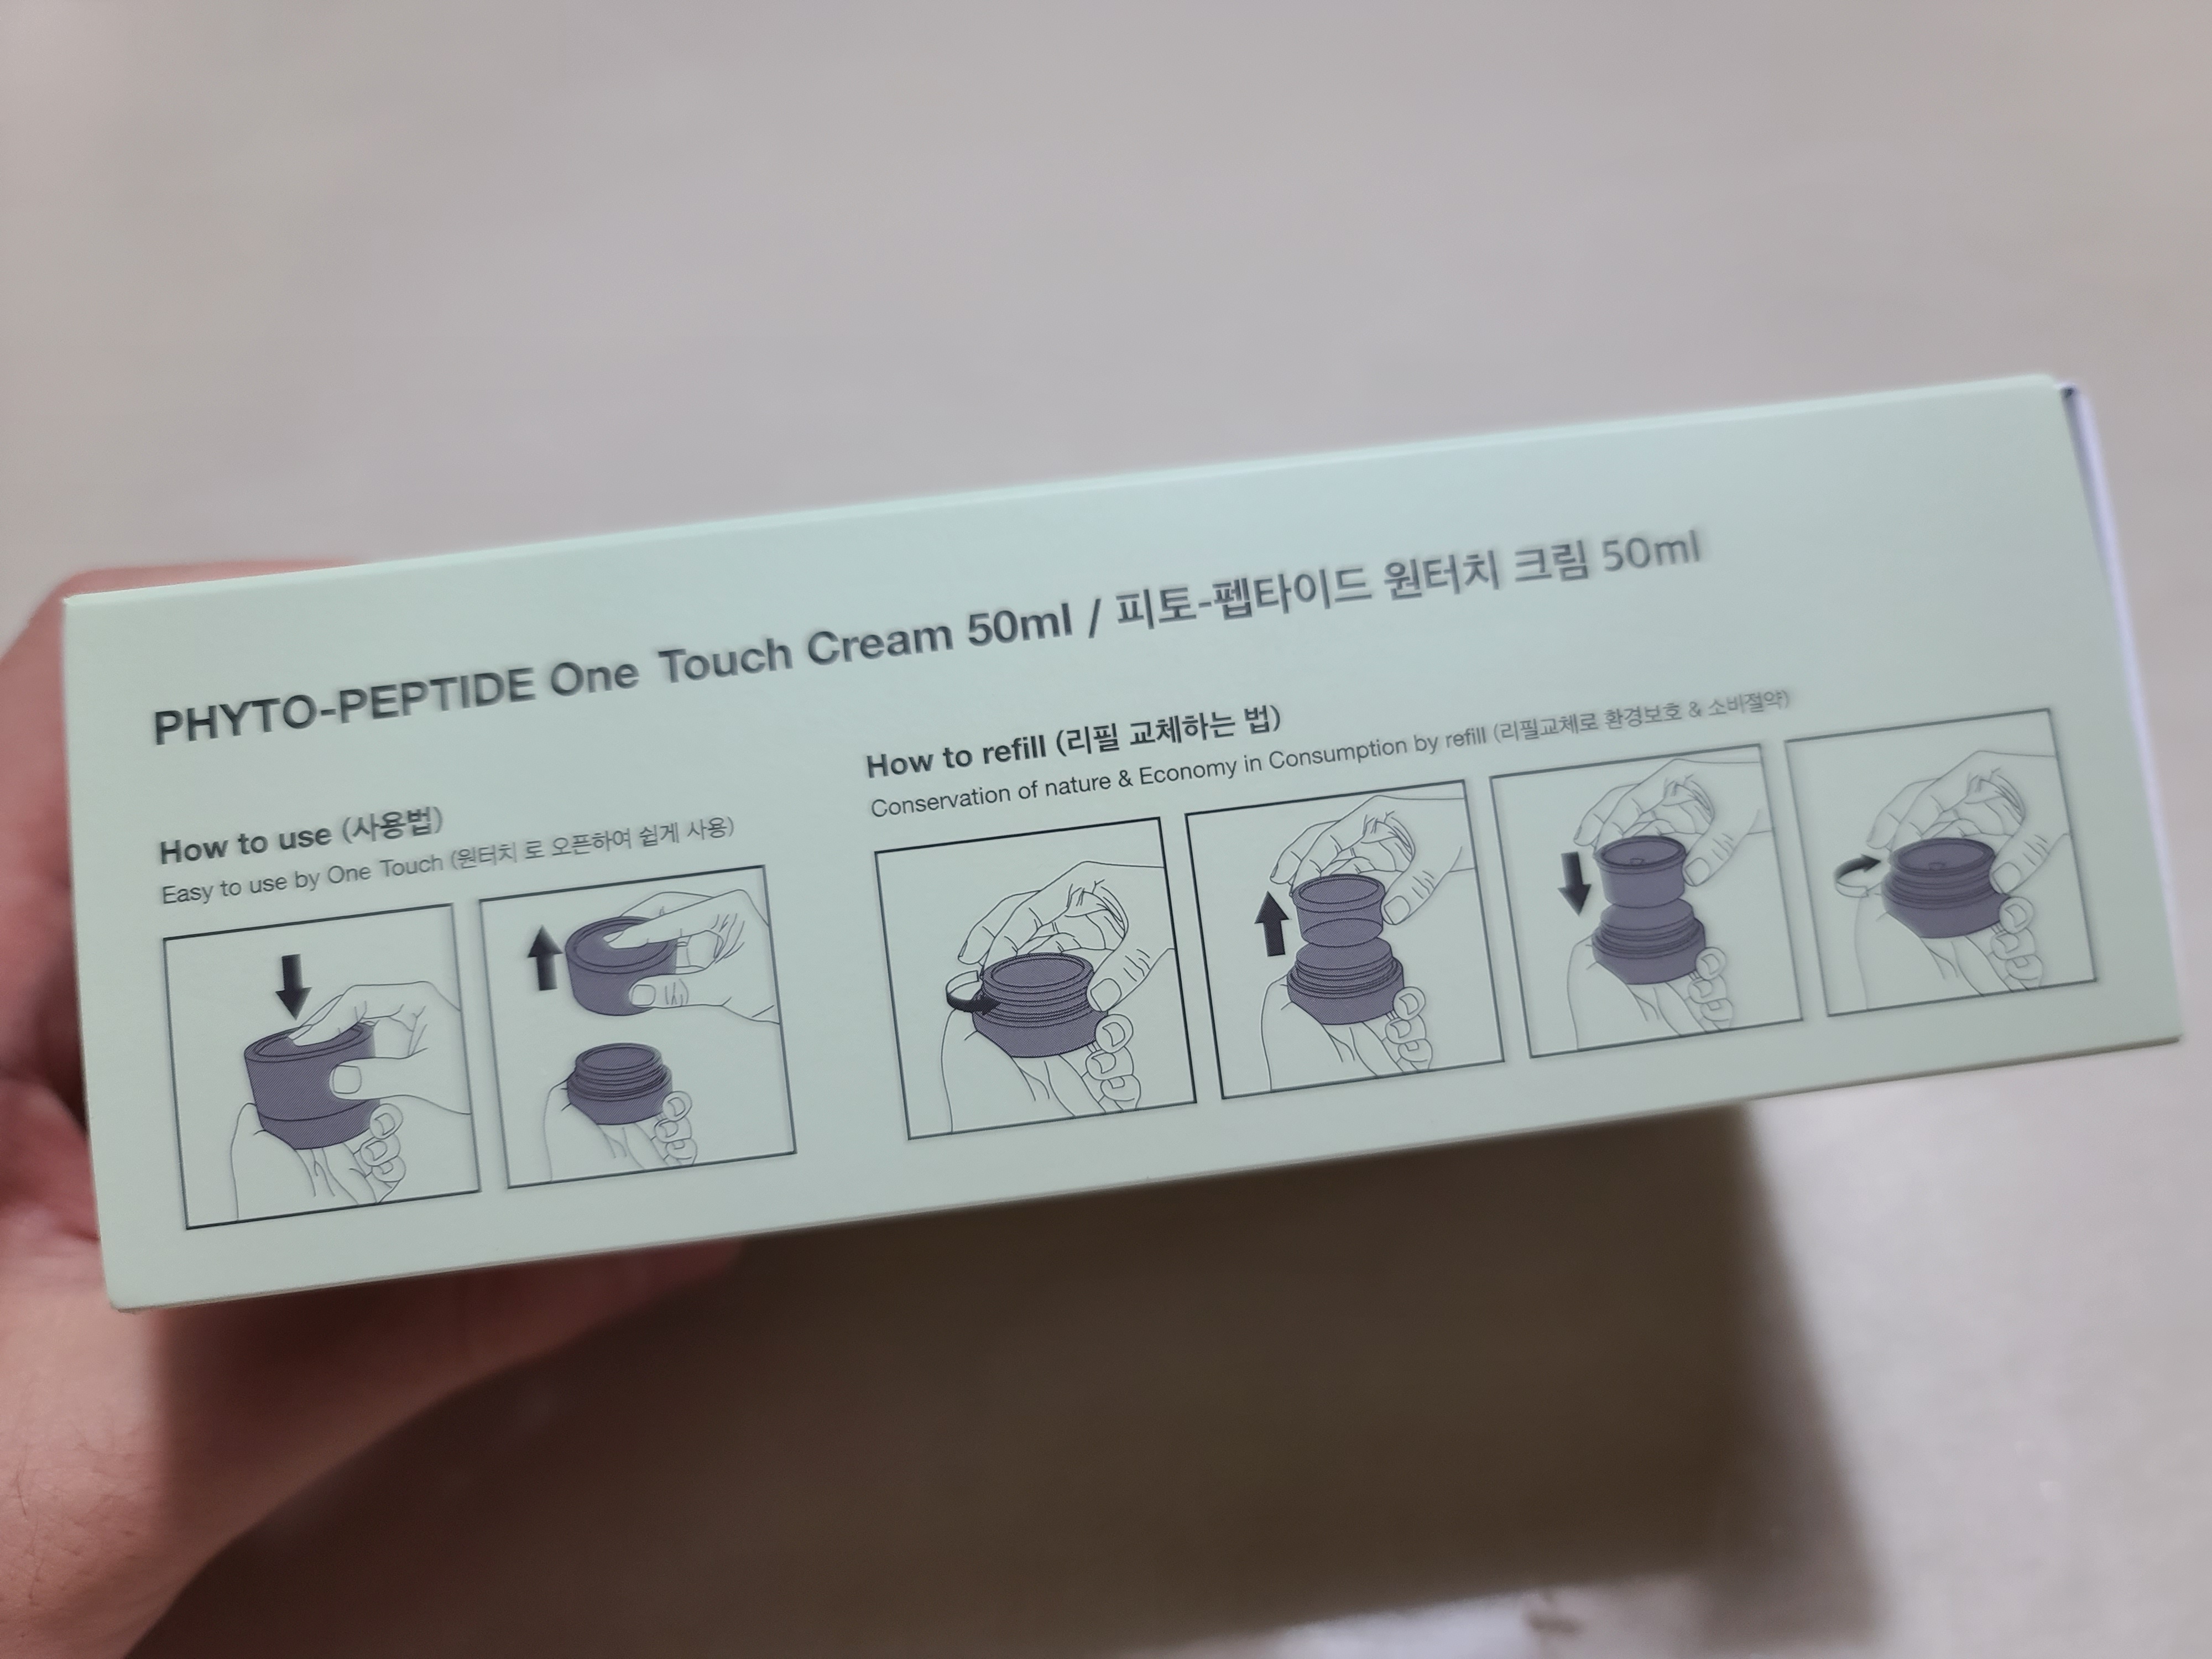 PHYTO-PEPTIDE One Touch Cream 50ml / 피토-펩타이드 원터치 크림 50ml
How to use (사용법)
Easy to use by One Touch (원터치 로 오픈하여 쉽게 사용)
How to refill (리필 교체하는 법)
Conservation of nature & Economy in Consumption by refill (리필교체로 환경보호 & 소비절약)